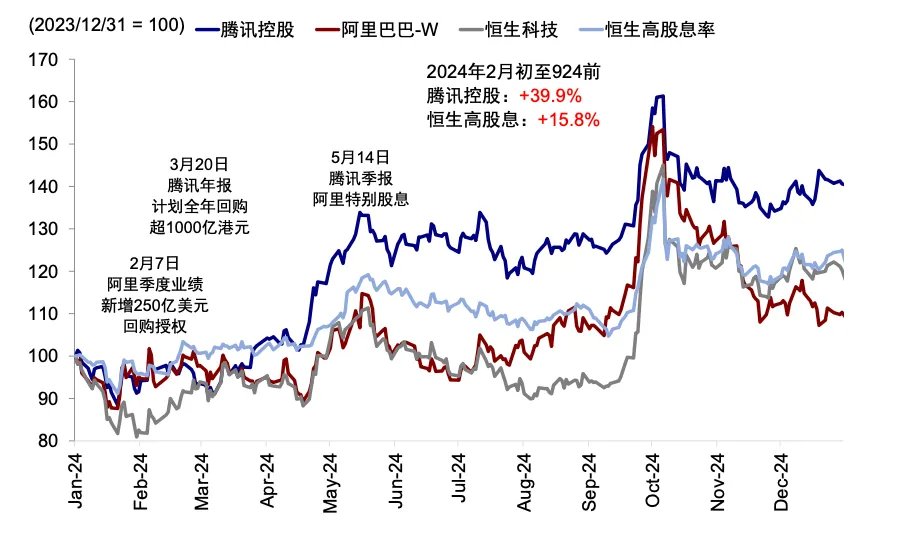 (2023/12/31 = 100)
腾讯控股
阿里巴巴-W
恒生科技
恒生高股息率
2024年2月初至924前
腾讯控股：+39.9%
恒生高股息：+15.8%
5月14日
腾讯季报
阿里特别股息
3月20日
腾讯年报
计划全年回购
超1000亿港元
2月7日
阿里季度业绩
新增250亿美元
回购授权
170
160
150
140
130
120
110
100
90
80
Jan-24
Feb-24
Mar-24
Apr-24
May-24
Jun-24
Jul-24
Aug-24
Sep-24
Oct-24
Nov-24
Dec-24